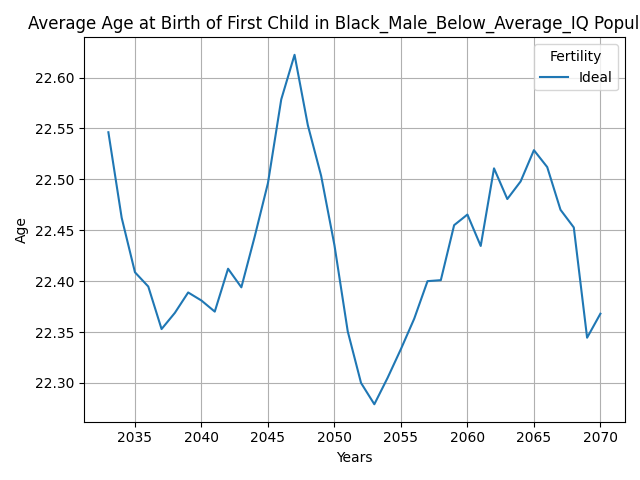 Average Age at Birth of First Child in Black_Male_Below_Average_IQ Popul
Fertility
Ideal
22.60
22.55
22.50
22.45
22.40
22.35
22.30
Age
2035 2040 2045 2050 2055 2060 2065 2070
Years